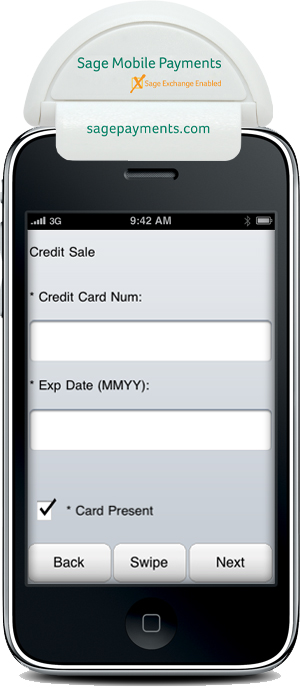 Sage Mobile Payments
Sage Exchange Enabled
sagepayments.com
3G 9:42 AM
Credit Sale
* Credit Card Num:
* Exp Date (MMYY):
* Card Present
Back Swipe Next